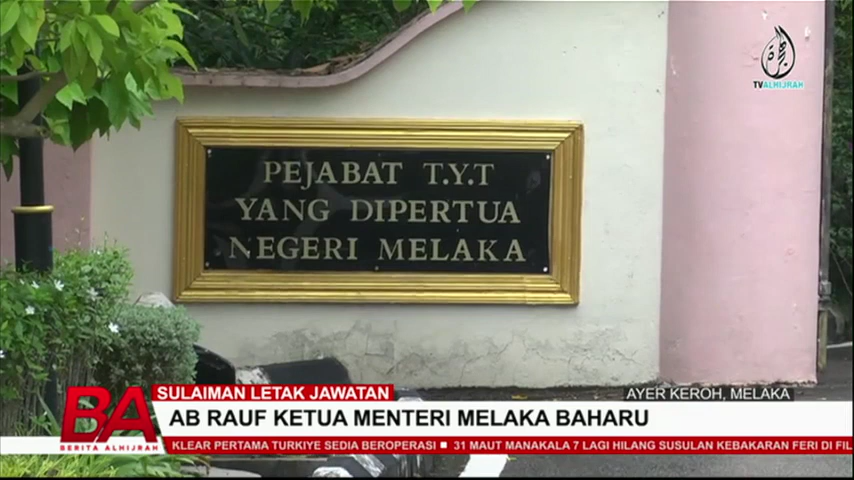 TVALHIJRAH
PEJABAT T.Y.T
YANG DIPERTUA
NEGERI MELAKA
SULAIMAN LETAK JAWATAN
AYER KEROH, MELAKA
BA
BERITA ALHIJRAH
AB RAUF KETUA MENTERI MELAKA BAHARU
KLEAR PERTAMA TURKIYE SEDIA BEROPERASI
31 MAUT MANAKALA 7 LAGI HILANG SUSULAN KEBAKARAN FERI DI FIL